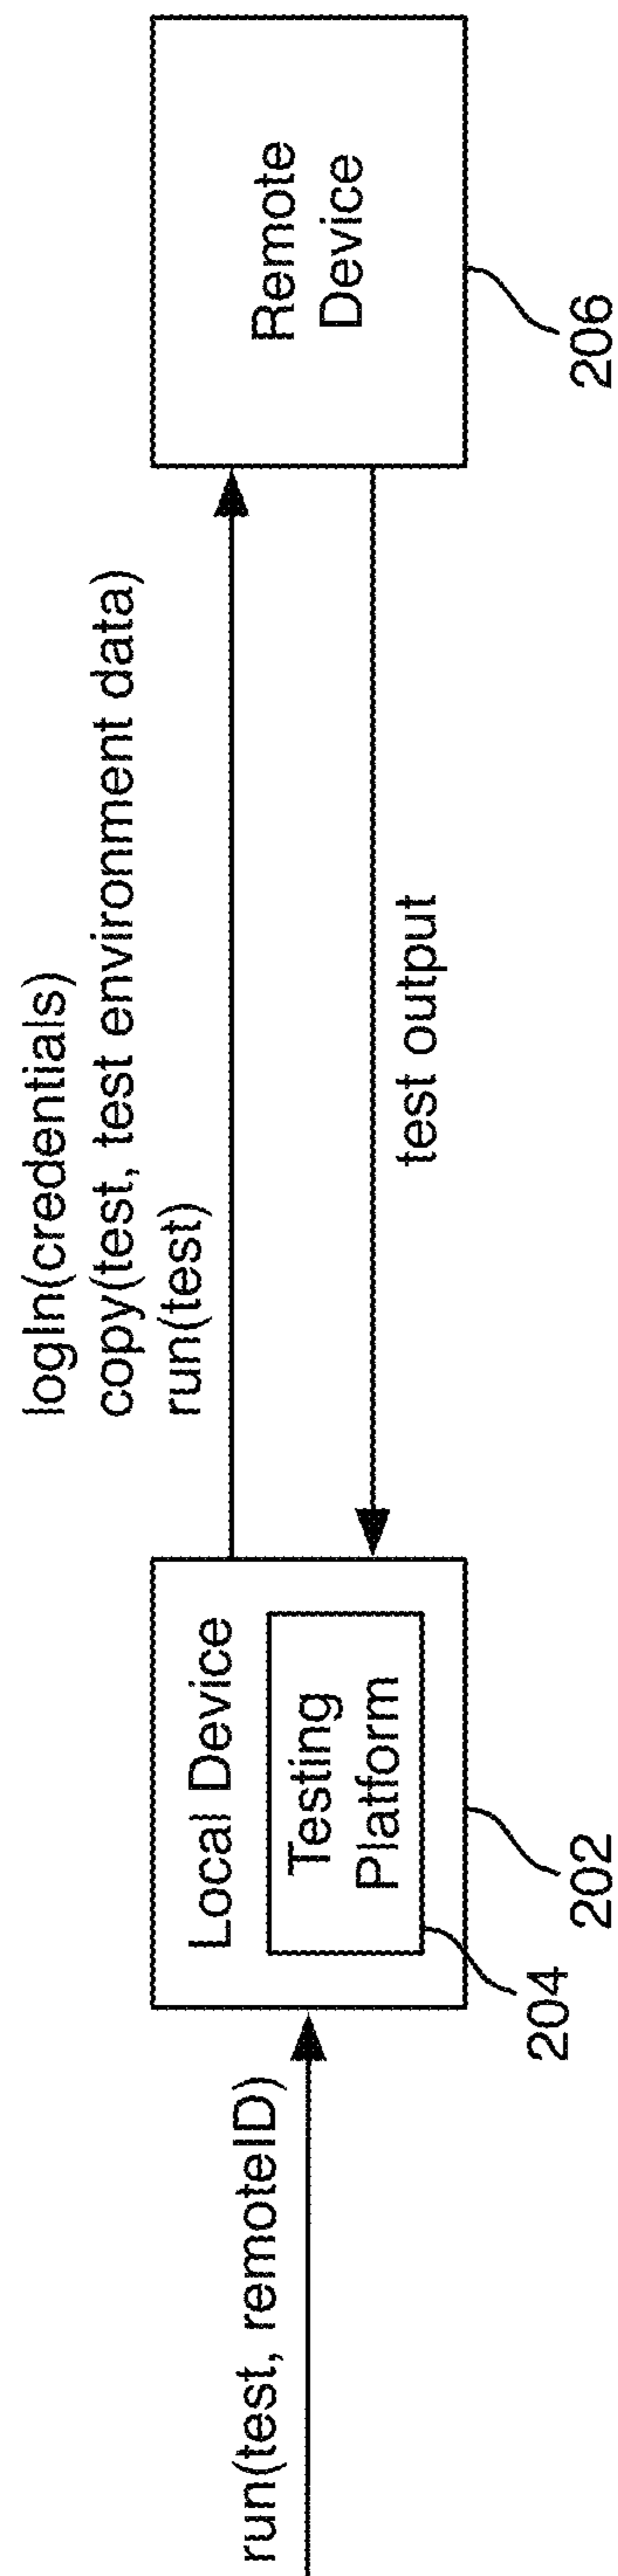 run(test, remoteID)
Local Device
Testing
Platform
204
202
logIn(credentials)
copy(test, test environment data)
run(test)
test output
Remote
Device
206